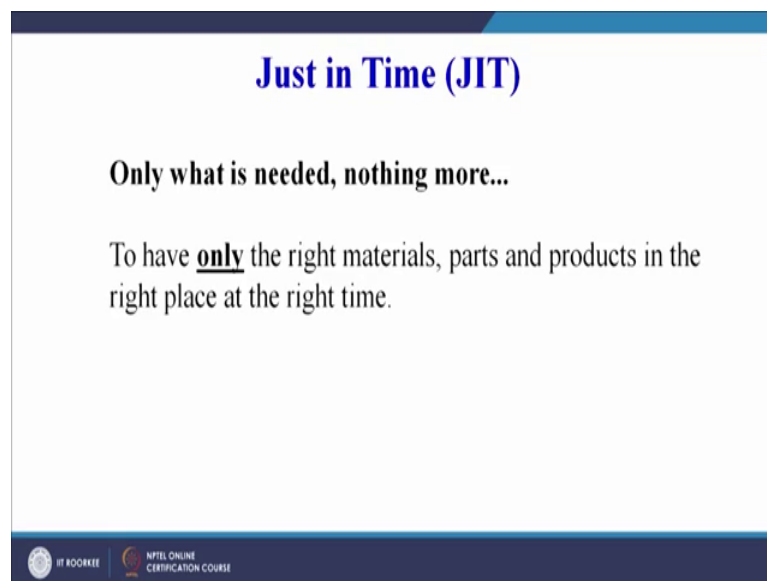 Just in Time (JIT)
Only what is needed, nothing more...
To have only the right materials, parts and products in the
right place at the right time.
IIT ROORKEE
NPTEL ONLINE
CERTIFICATION COURSE